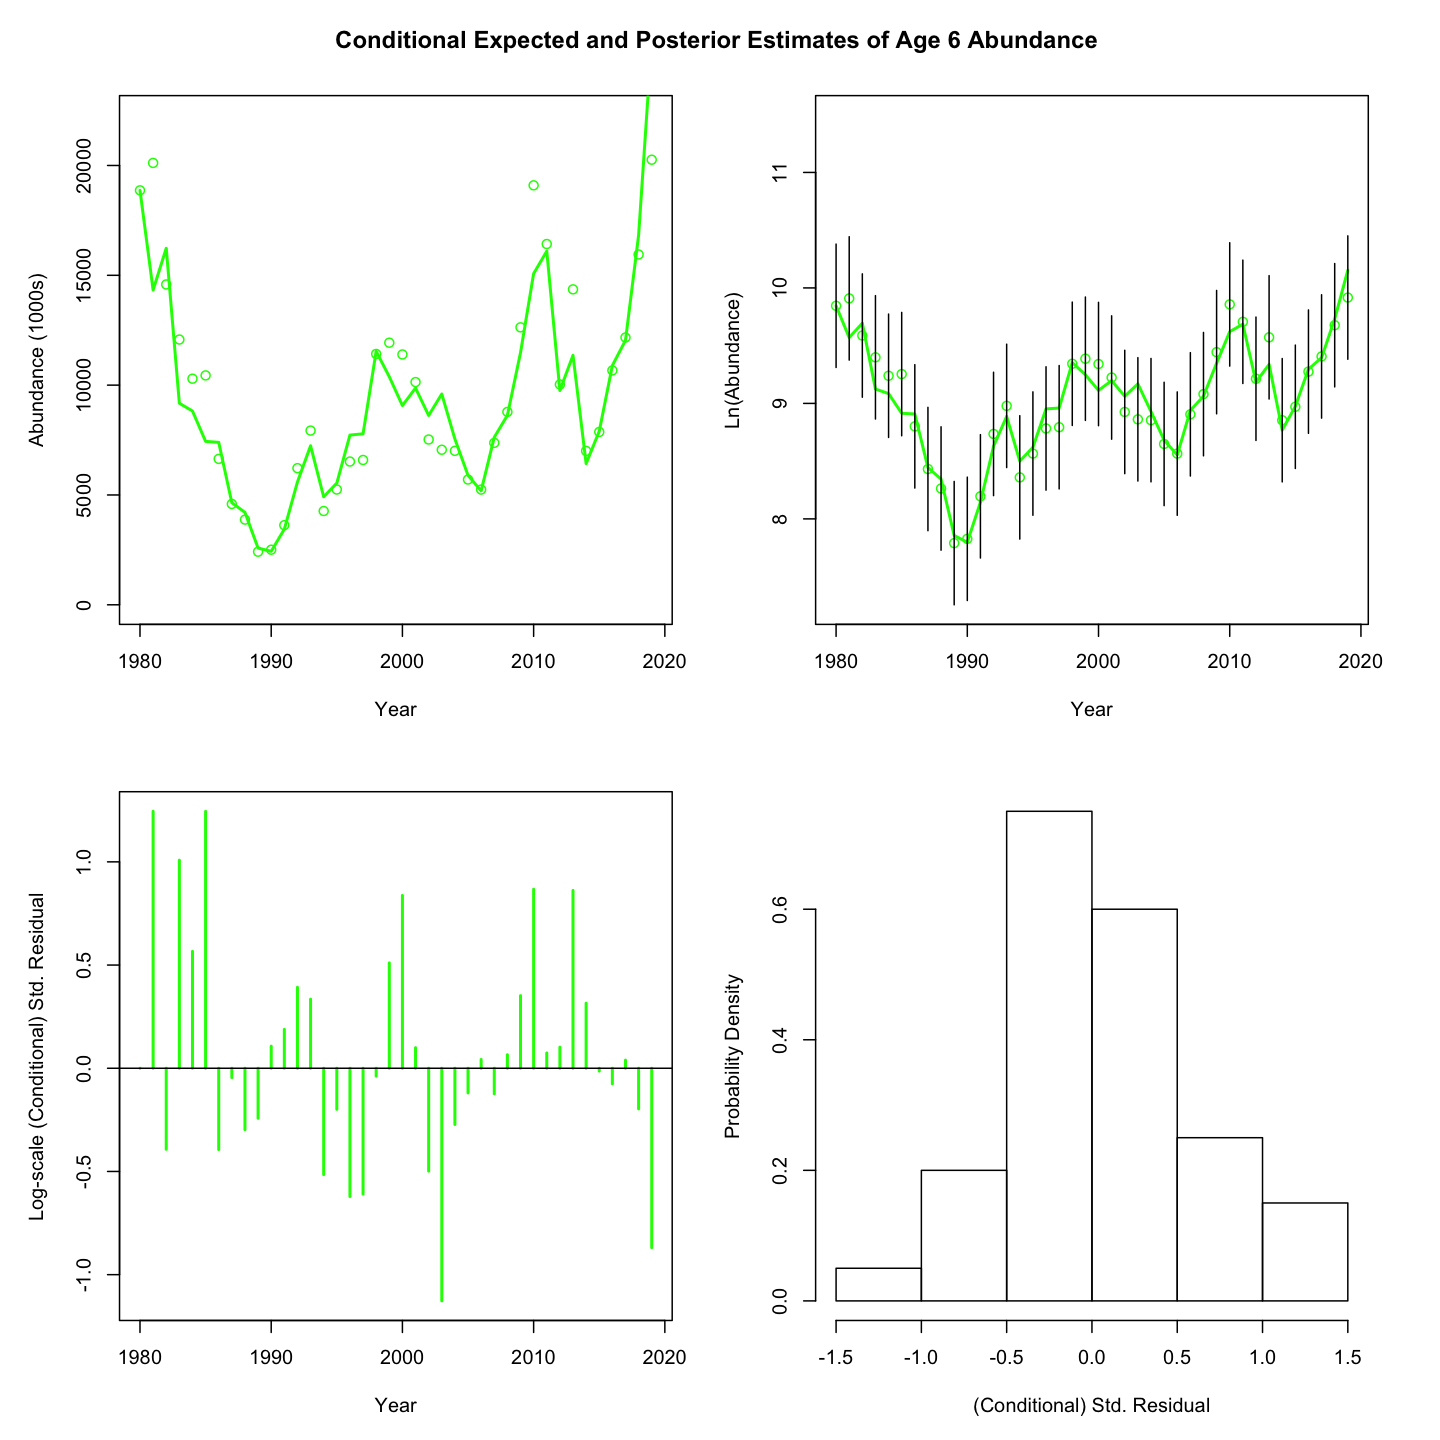 Conditional Expected and Posterior Estimates of Age 6 Abundance
Abundance (1000s)
20000
15000
10000
5000
0
1980 1990 2000 2010 2020
Year
Ln(Abundance)
11
10
9
8
1980 1990 2000 2010 2020
Year
Log-scale (Conditional) Std. Residual
1.0
0.5
0.0
-0.5
-1.0
1980 1990 2000 2010 2020
Year
Probability Density
0.6
0.4
0.2
0.0
-1.5 -1.0 -0.5 0.0 0.5 1.0 1.5
(Conditional) Std. Residual